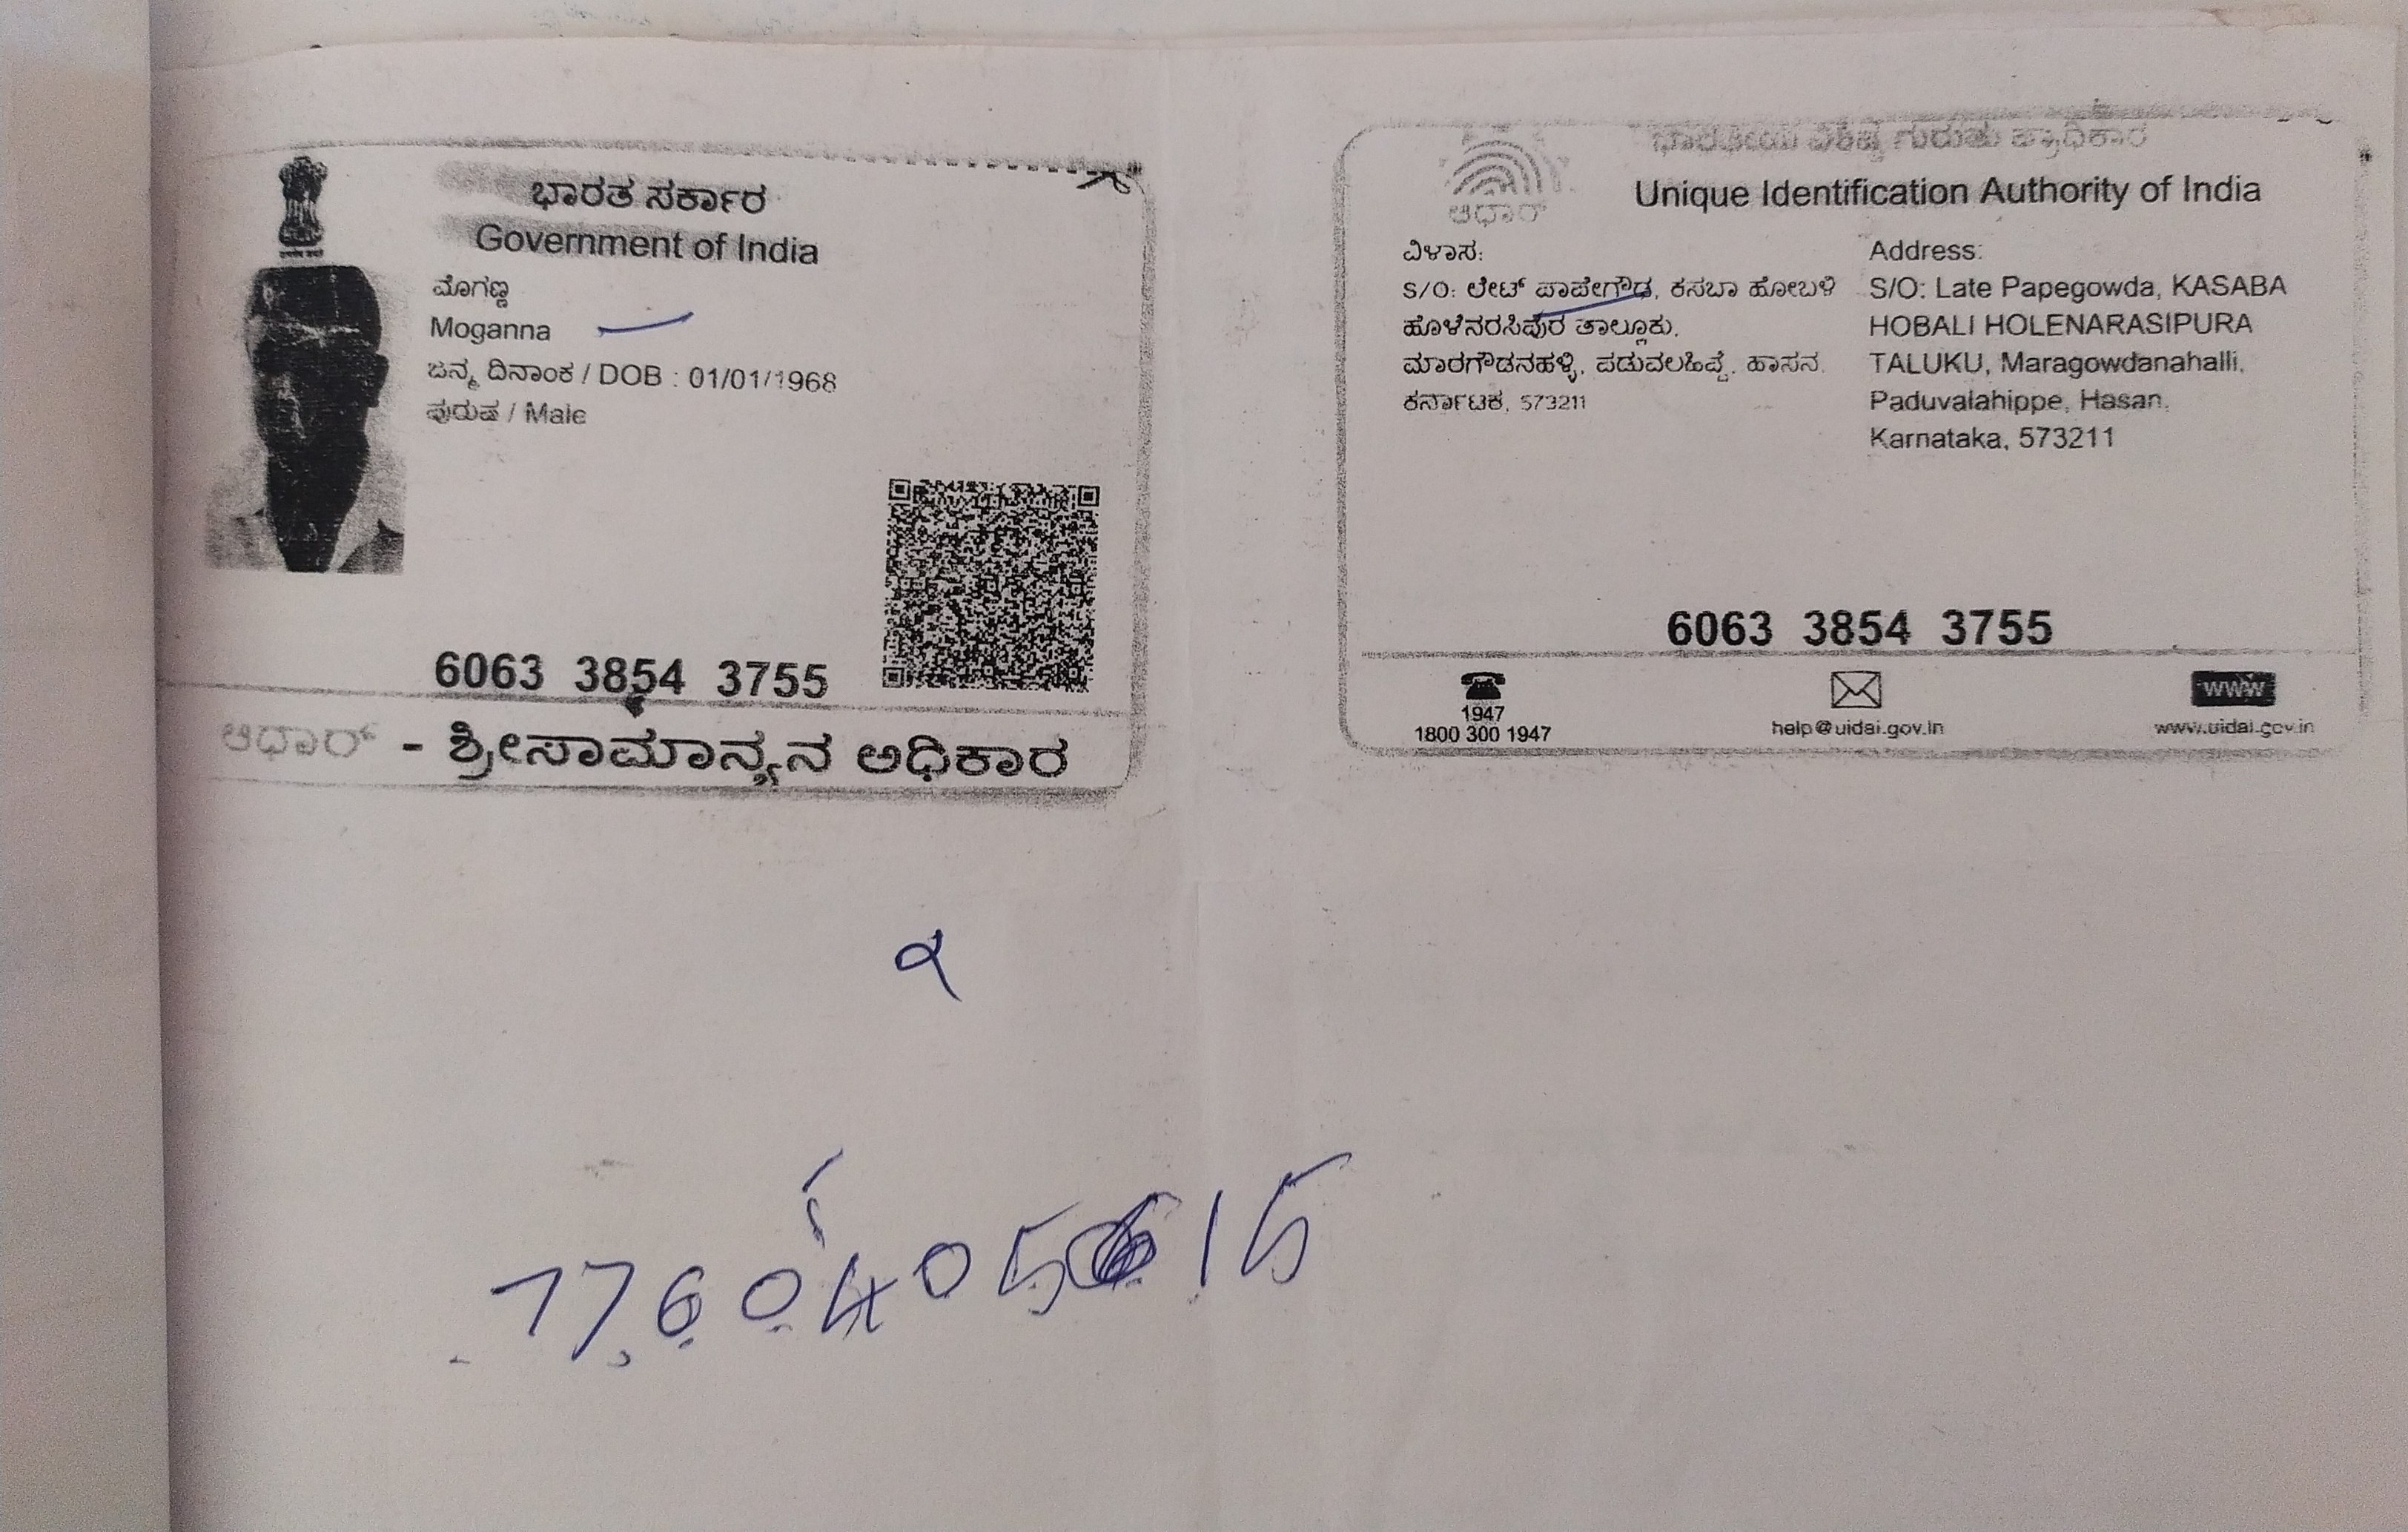 ಭಾರತ ಸರ್ಕಾರ
Government of India
ಮೊಗಣ್ಣ
Moganna
ಜನ್ಮ ದಿನಾಂಕ / DOB : 01/01/1968
ಪುರುಷ / Male
6063 3854 3755
ಆಧಾರ್ - ಶ್ರೀಸಾಮಾನ್ಯನ ಅಧಿಕಾರ
ಭಾರತೀಯ ವಿಶಿಷ್ಟ ಗುರುತು ಪ್ರಾಧಿಕಾರ
Unique Identification Authority of India
ಆಧಾರ್
ವಿಳಾಸ:
S/O: ಲೇಟ್ ಪಾಪೇಗೌಡ, ಕಸಬಾ ಹೋಬಳಿ
ಹೊಳೆನರಸಿಪುರ ತಾಲ್ಲೂಕು,
ಮಾರಗೌಡನಹಳ್ಳಿ, ಪಡುವಲಹಿಪ್ಪೆ, ಹಾಸನ,
ಕರ್ನಾಟಕ, 573211
Address:
S/O: Late Papegowda, KASABA
HOBALI HOLENARASIPURA
TALUKU, Maragowdanahalli,
Paduvalahippe, Hasan,
Karnataka, 573211
6063 3854 3755
1947
1800 300 1947
help@uidai.gov.in
www
www.uidai.gov.in